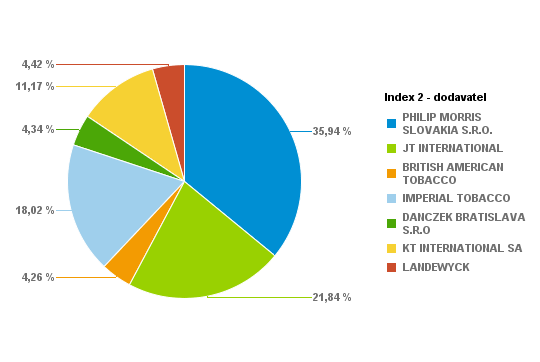 4,42 %
11,17 %
4,34 %
18,02 %
4,26 %
35,94 %
21,84 %
Index 2 - dodavatel
PHILIP MORRIS
SLOVAKIA S.R.O.
JT INTERNATIONAL
BRITISH AMERICAN
TOBACCO
IMPERIAL TOBACCO
DANCZEK BRATISLAVA
S.R.O
KT INTERNATIONAL SA
LANDEWYCK